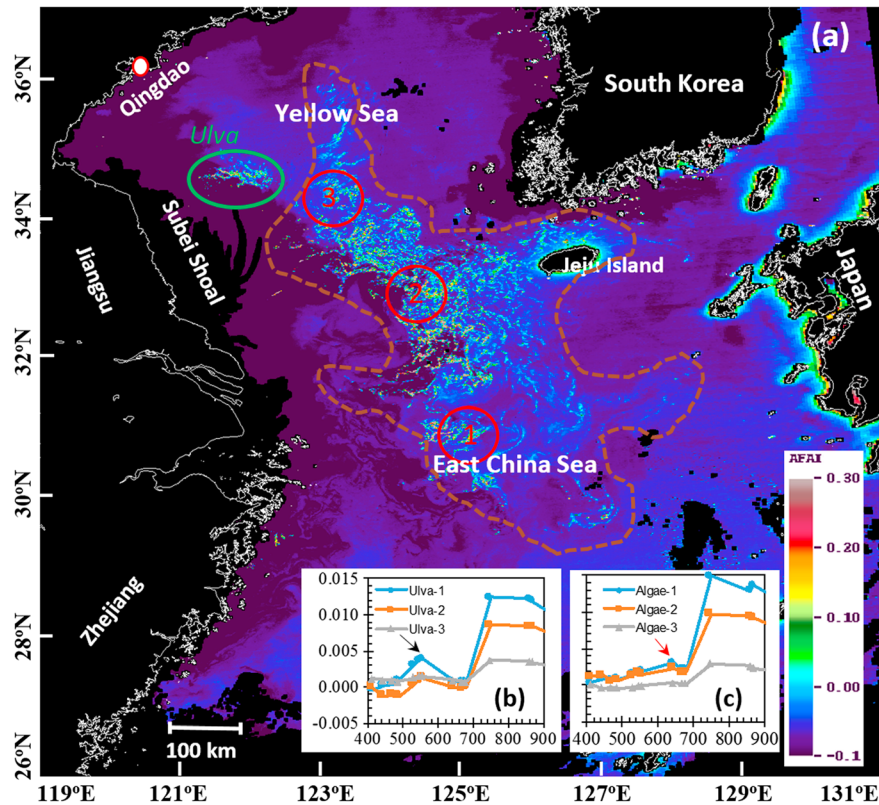 (a)
36°N
34°N
32°N
30°N
28°N
26°N
Qingdao
Yellow Sea
South Korea
Ulva
3
Subei Shoal
Jiangsu
Jeju Island
Japan
2
1
East China Sea
Zhejiang
100 km
AFAI
0.30
0.20
0.10
0.00
-0.1
0.015
0.010
0.005
0.000
-0.005
Ulva-1
Ulva-2
Ulva-3
(b)
400 500 600 700 800 900
Algae-1
Algae-2
Algae-3
(c)
400 500 600 700 800 900
119°E 121°E 123°E 125°E 127°E 129°E 131°E